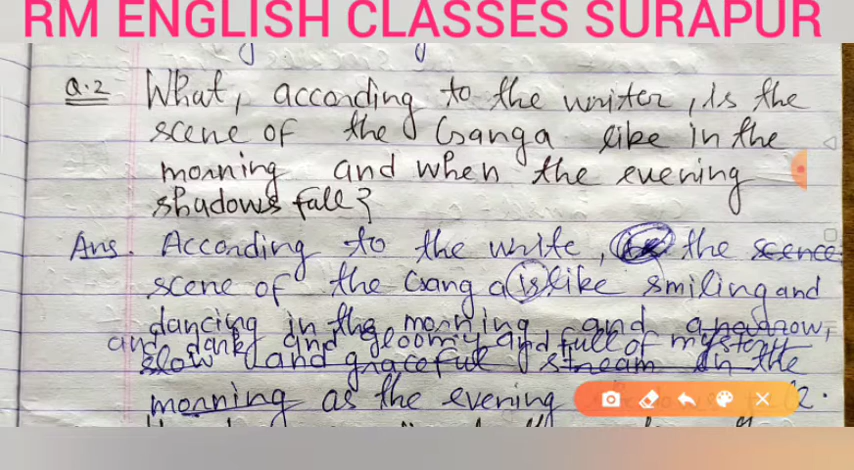 RM ENGLISH CLASSES SURAPUR
Q.2 What, according to the writer, is the
scene of the Ganga like in the
morning and when the evening
shadows fall?
Ans. According to the write, the scence
scene of the Ganga is like smiling and
dancing in the morning and a narrow,
and dark and gloomy and full of mystery
slow and graceful stream in the
morning as the evening